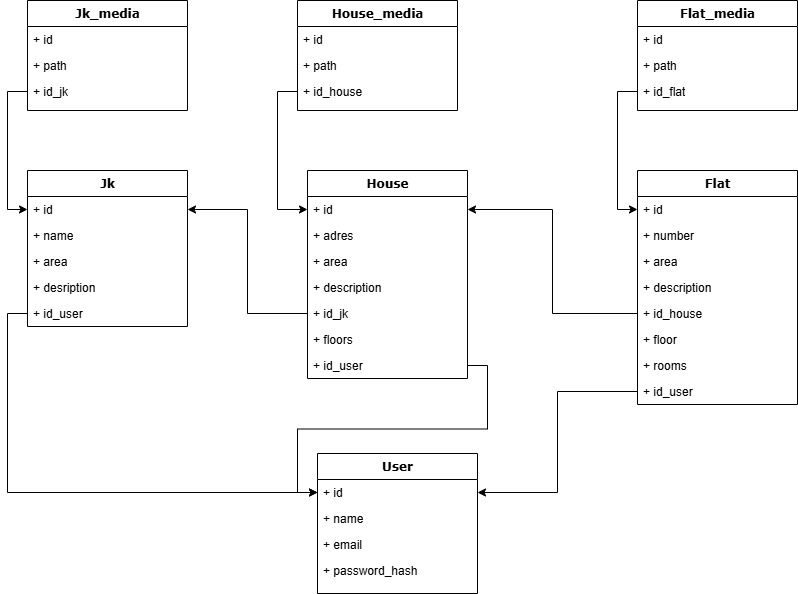 Jk_media
+ id
+ path
+ id_jk
House_media
+ id
+ path
+ id_house
Flat_media
+ id
+ path
+ id_flat
Jk
+ id
+ name
+ area
+ desription
+ id_user
House
+ id
+ adres
+ area
+ description
+ id_jk
+ floors
+ id_user
Flat
+ id
+ number
+ area
+ description
+ id_house
+ floor
+ rooms
+ id_user
User
+ id
+ name
+ email
+ password_hash